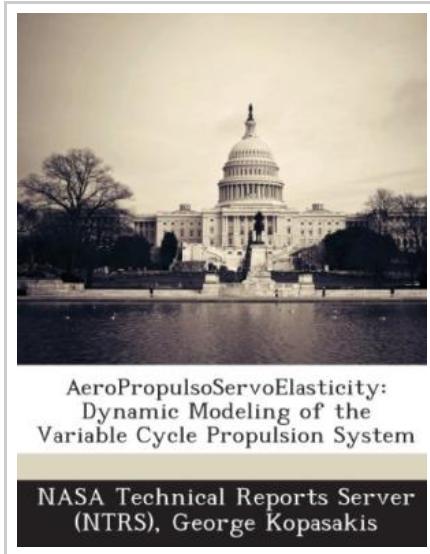 AeroPropulsoServoElasticity:
Dynamic Modeling of the
Variable Cycle Propulsion System
NASA Technical Reports Server
(NTRS), George Kopasakis